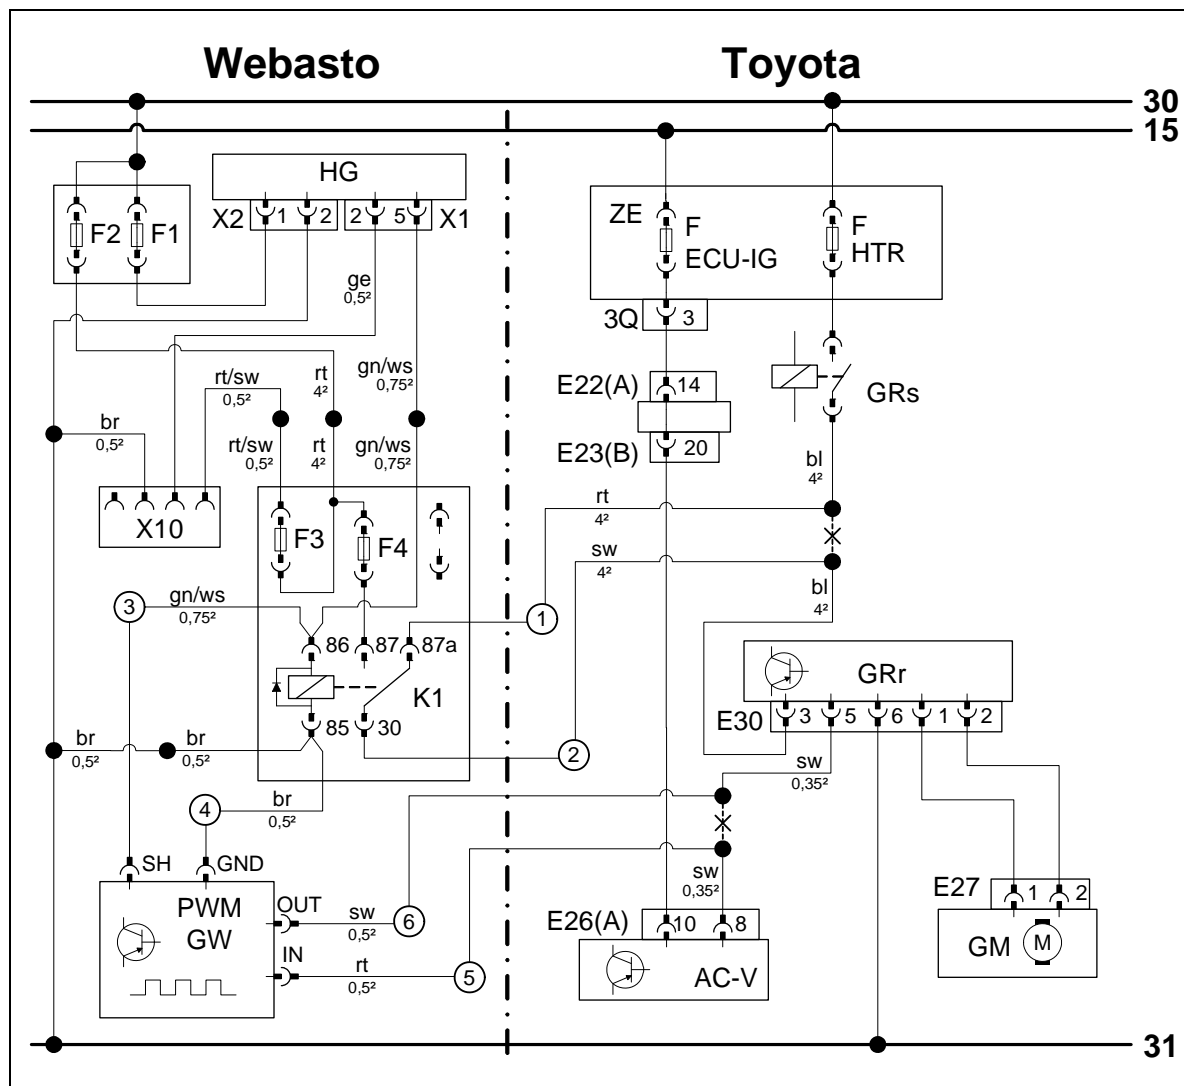 Webasto
Toyota
30
15
HG
X2 1 2 2 5 X1
F2 F1
ZE
F
ECU-IG
F
HTR
3Q 3
ge
0,5²
rt/sw
0,5²
rt
4²
gn/ws
0,75²
E22(A) 14
GRs
br
0,5²
rt/sw
0,5²
rt
4²
gn/ws
0,75²
E23(B) 20
bl
4²
X10
rt
4²
F3
F4
sw
4²
bl
4²
3
gn/ws
0,75²
1
86 87 87a
K1
85 30
GRr
E30 3 5 6 1 2
br
0,5²
br
0,5²
2
sw
0,35²
4
br
0,5²
SH GND
PWM
GW
OUT
IN
sw
0,5²
6
rt
0,5²
5
sw
0,35²
E26(A) 10 8
AC-V
E27 1 2
GM M
31